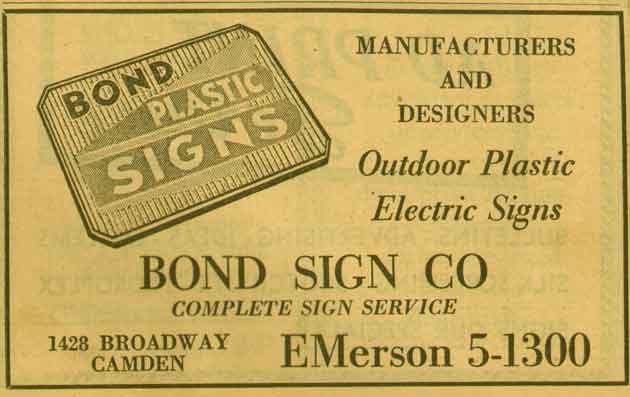 BOND
PLASTIC
SIGNS
MANUFACTURERS
AND
DESIGNERS
Outdoor Plastic
Electric Signs
BOND SIGN CO
COMPLETE SIGN SERVICE
1428 BROADWAY
CAMDEN
EMerson 5-1300